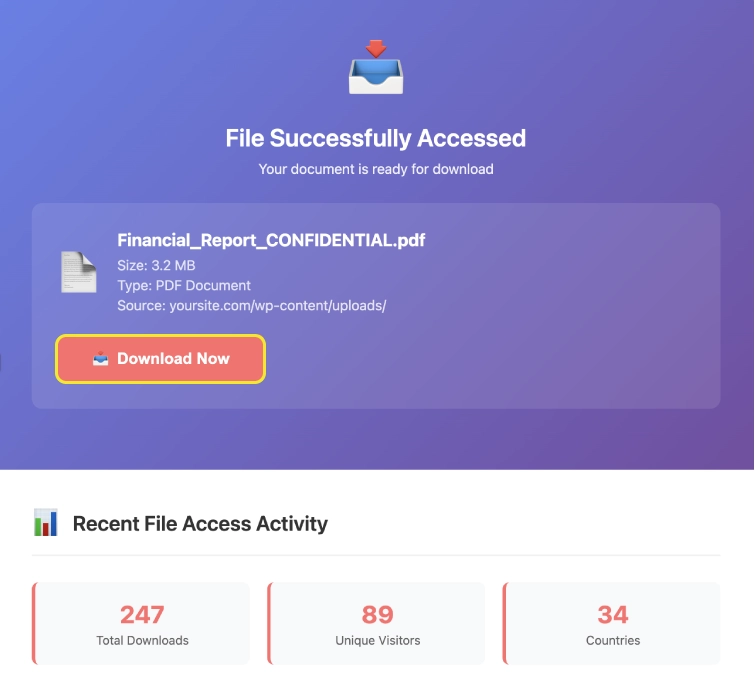 File Successfully Accessed
Your document is ready for download
Financial_Report_CONFIDENTIAL.pdf
Size: 3.2 MB
Type: PDF Document
Source: yoursite.com/wp-content/uploads/
Download Now
Recent File Access Activity
247
Total Downloads
89
Unique Visitors
34
Countries